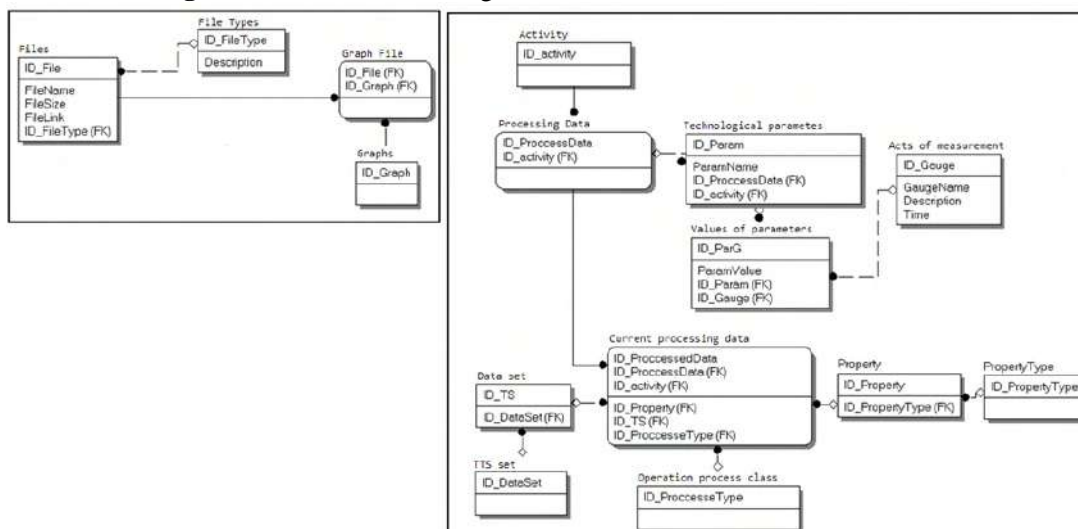 File Types
ID_FileType
Description
Files
ID_File
FileName
FileSize
FileLink
ID_FileType (FK)
Graph File
ID_File (FK)
ID_Graph (FK)
Graphs
ID_Graph
Activity
ID_activity
Processing Data
ID_ProccessData
ID_activity (FK)
Technological parametes
ID_Param
ParamName
ID_ProccessData (FK)
ID_activity (FK)
Acts of measurement
ID_Gauge
GaugeName
Description
Time
Values of parameters
ID_ParG
ParamValue
ID_Param (FK)
ID_Gauge (FK)
Current processing data
ID_ProccessedData
ID_ProccessData (FK)
ID_activity (FK)
ID_Property (FK)
ID_TS (FK)
ID_ProccesseType (FK)
Data set
ID_TS
ID_DataSet (FK)
TTS set
ID_DataSet
Property
ID_Property
ID_PropertyType (FK)
PropertyType
ID_PropertyType
Operation process class
ID_ProccesseType